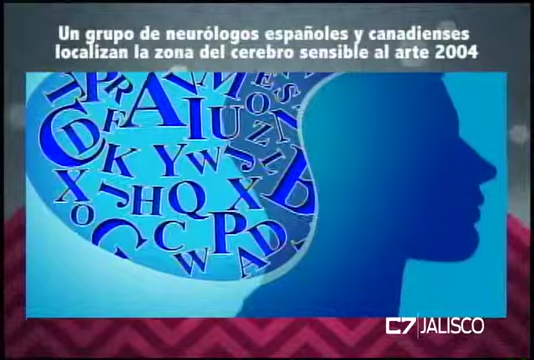 Un grupo de neurólogos españoles y canadienses
localizan la zona del cerebro sensible al arte 2004
C7 JALISCO